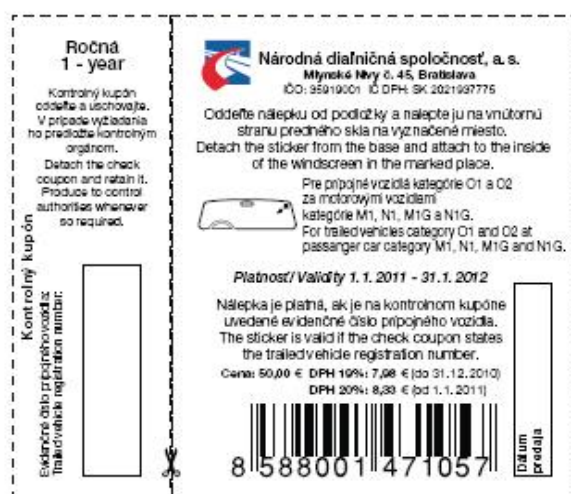 Ročná
1 - year
Kontrolný kupón
oddeľte a uschovajte.
V prípade vyžiadania
ho predložte kontrolným
orgánom.
Detach the check
coupon and retain it.
Produce to control
authorities whenever
so required.
Kontrolný kupón
Evidenčné číslo prípojného vozidla:
Trailed vehicle registration number:
Národná diaľničná spoločnosť, a. s.
Mlynské Nivy č. 45, Bratislava
IČO: 35919001 IČ DPH: SK 2021937775
Oddeľte nálepku od podložky a nalepte ju na vnútornú
stranu predného skla na vyznačené miesto.
Detach the sticker from the base and attach to the inside
of the windscreen in the marked place.
Pre prípojné vozidlá kategórie O1 a O2
za motorovými vozidlami
kategórie M1, N1, M1G a N1G.
For trailed vehicles category O1 and O2 at
passanger car category M1, N1, M1G and N1G.
Platnosť/ Validity 1. 1. 2011 - 31. 1. 2012
Nálepka je platná, ak je na kontrolnom kupóne
uvedené evidenčné číslo prípojného vozidla.
The sticker is valid if the check coupon states
the trailed vehicle registration number.
Cena: 50,00 € DPH 19%: 7,98 € (do 31.12.2010)
DPH 20%: 8,33 € (od 1.1.2011)
8 588001 471057
Dátum
predaja